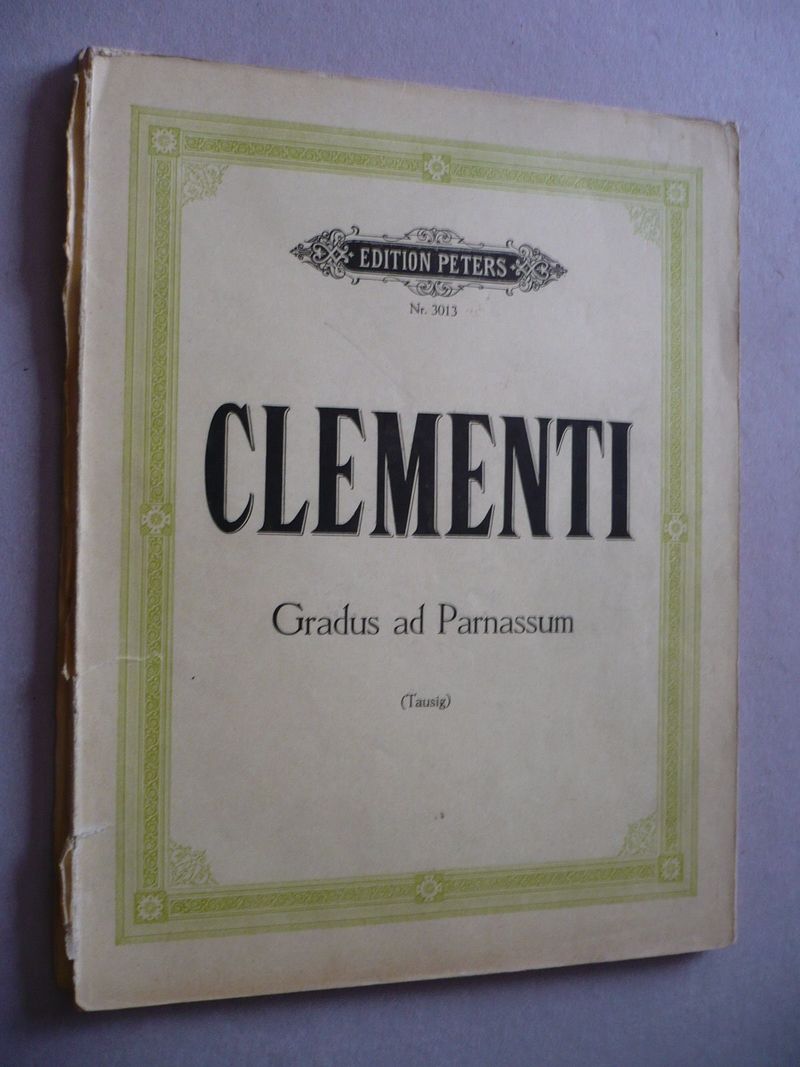 EDITION PETERS
Nr. 3013
CLEMENTI
Gradus ad Parnassum
(Tausig)